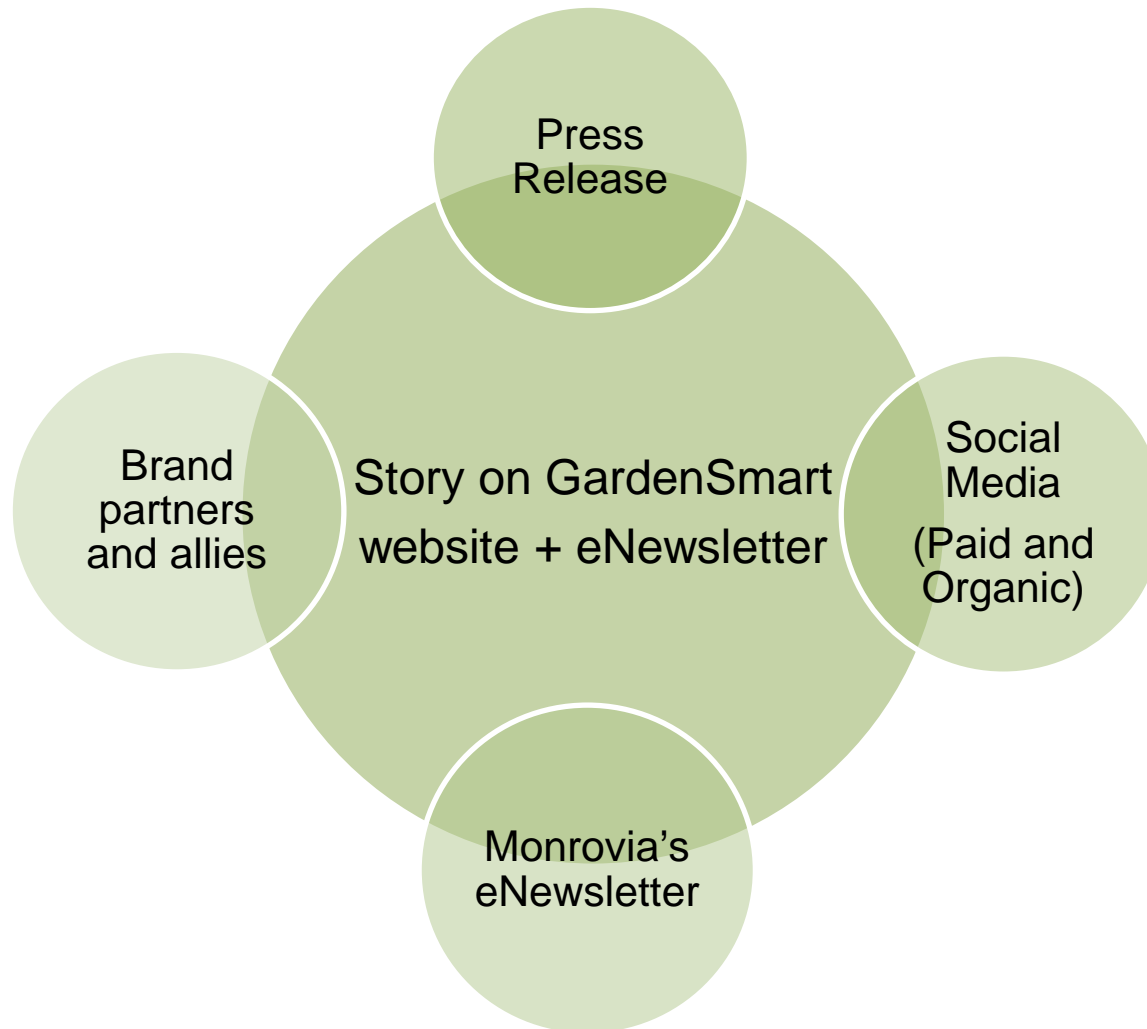 Press
Release
Brand
partners
and allies
Story on GardenSmart
website + eNewsletter
Social
Media
(Paid and
Organic)
Monrovia’s
eNewsletter